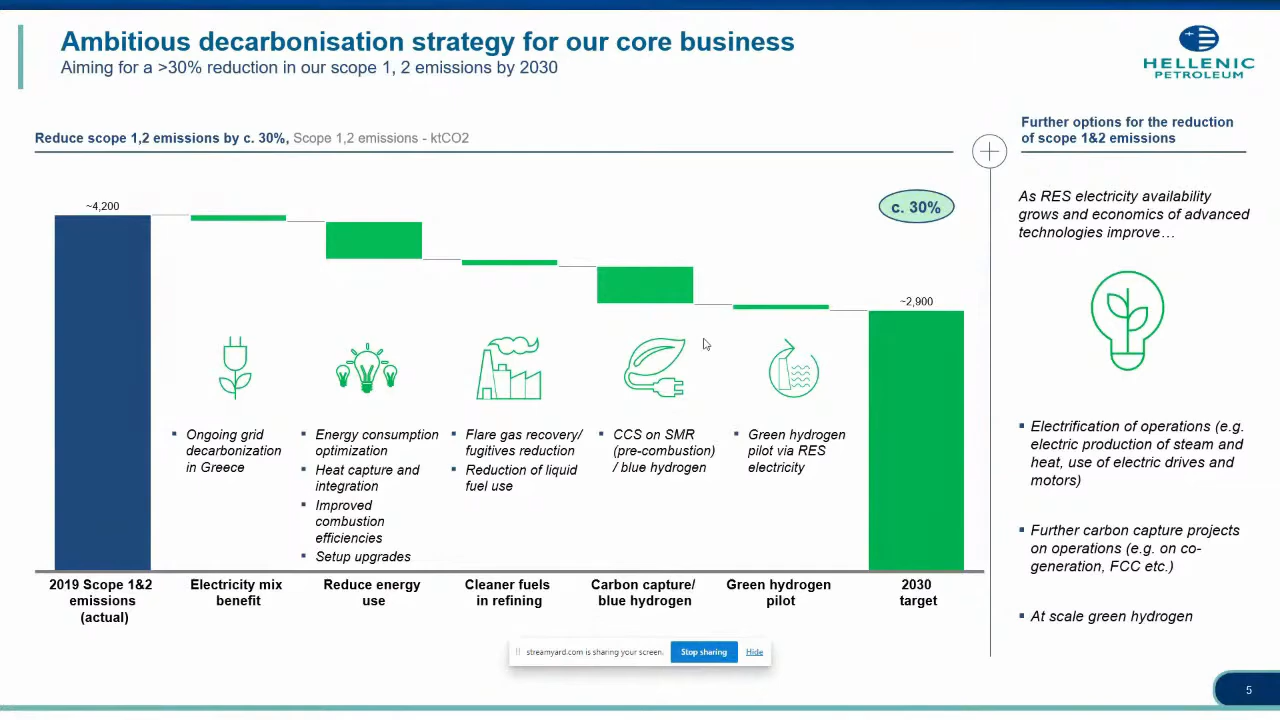 Ambitious decarbonisation strategy for our core business
Aiming for a >30% reduction in our scope 1, 2 emissions by 2030
HELLENIC
PETROLEUM
Reduce scope 1,2 emissions by c. 30%, Scope 1,2 emissions - ktCO2
~4,200
c. 30%
~2,900
▪ Ongoing grid
decarbonization
in Greece
▪ Energy consumption
optimization
▪ Heat capture and
integration
▪ Improved
combustion
efficiencies
▪ Setup upgrades
▪ Flare gas recovery/
fugitives reduction
▪ Reduction of liquid
fuel use
▪ CCS on SMR
(pre-combustion)
/ blue hydrogen
▪ Green hydrogen
pilot via RES
electricity
2019 Scope 1&2
emissions
(actual)
Electricity mix
benefit
Reduce energy
use
Cleaner fuels
in refining
Carbon capture/
blue hydrogen
Green hydrogen
pilot
2030
target
Further options for the reduction
of scope 1&2 emissions
As RES electricity availability
grows and economics of advanced
technologies improve…
▪ Electrification of operations (e.g.
electric production of steam and
heat, use of electric drives and
motors)
▪ Further carbon capture projects
on operations (e.g. on co-
generation, FCC etc.)
▪ At scale green hydrogen
streamyard.com is sharing your screen.
Stop sharing
Hide
5